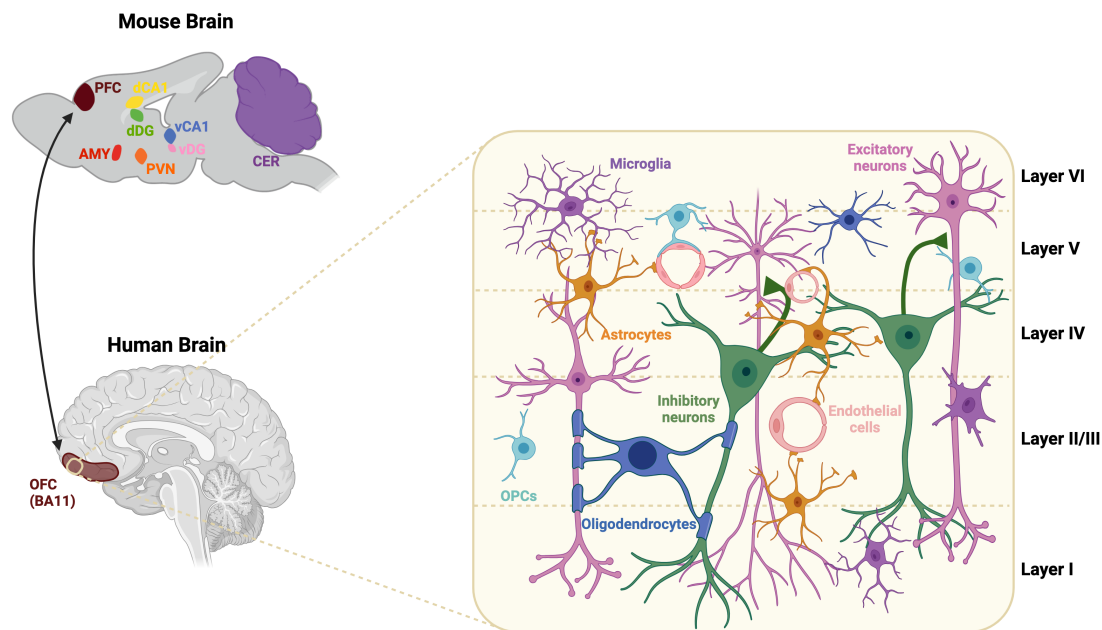 Mouse Brain
PFC
dCA1
dDG
vCA1
vDG
AMY
PVN
CER
Human Brain
OFC
(BA11)
Microglia
Excitatory
neurons
Astrocytes
Inhibitory
neurons
Endothelial
cells
OPCs
Oligodendrocytes
Layer VI
Layer V
Layer IV
Layer II/III
Layer I